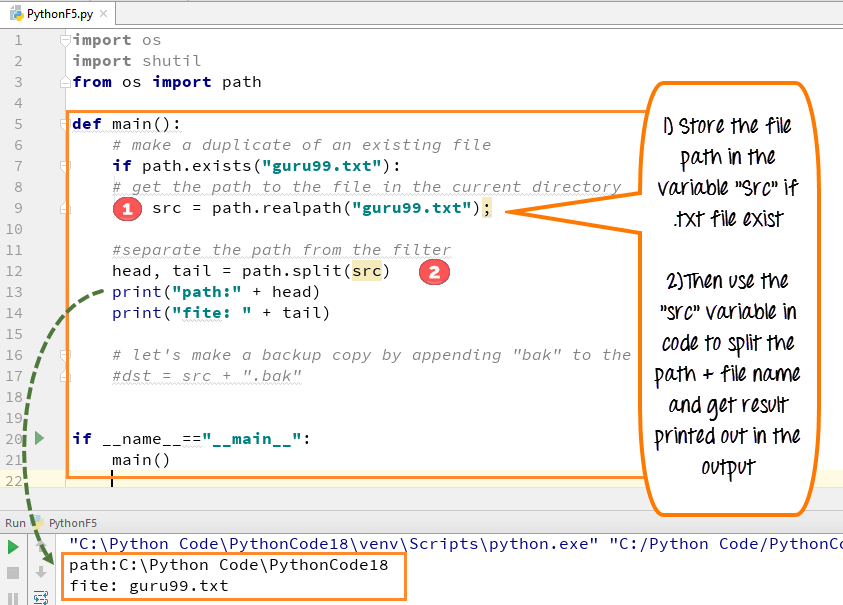 PythonF5.py
1 import os
2 import shutil
3 from os import path
4
5 def main():
6 # make a duplicate of an existing file
7 if path.exists("guru99.txt"):
8 # get the path to the file in the current directory
9 1 src = path.realpath("guru99.txt");
10
11 #separate the path from the filter
12 head, tail = path.split(src) 2
13 print("path:" + head)
14 print("fite: " + tail)
15
16 # let's make a backup copy by appending "bak" to the
17 #dst = src + ".bak"
18
19
20 if __name__=="__main__":
21 main()
22
1) Store the file
path in the
variable "Src" if
.txt file exist
2)Then use the
"src" variable in
code to split the
path + file name
and get result
printed out in the
output
Run PythonF5
"C:\Python Code\PythonCode18\venv\Scripts\python.exe" "C:/Python Code/PythonCo
path:C:\Python Code\PythonCode18
fite: guru99.txt